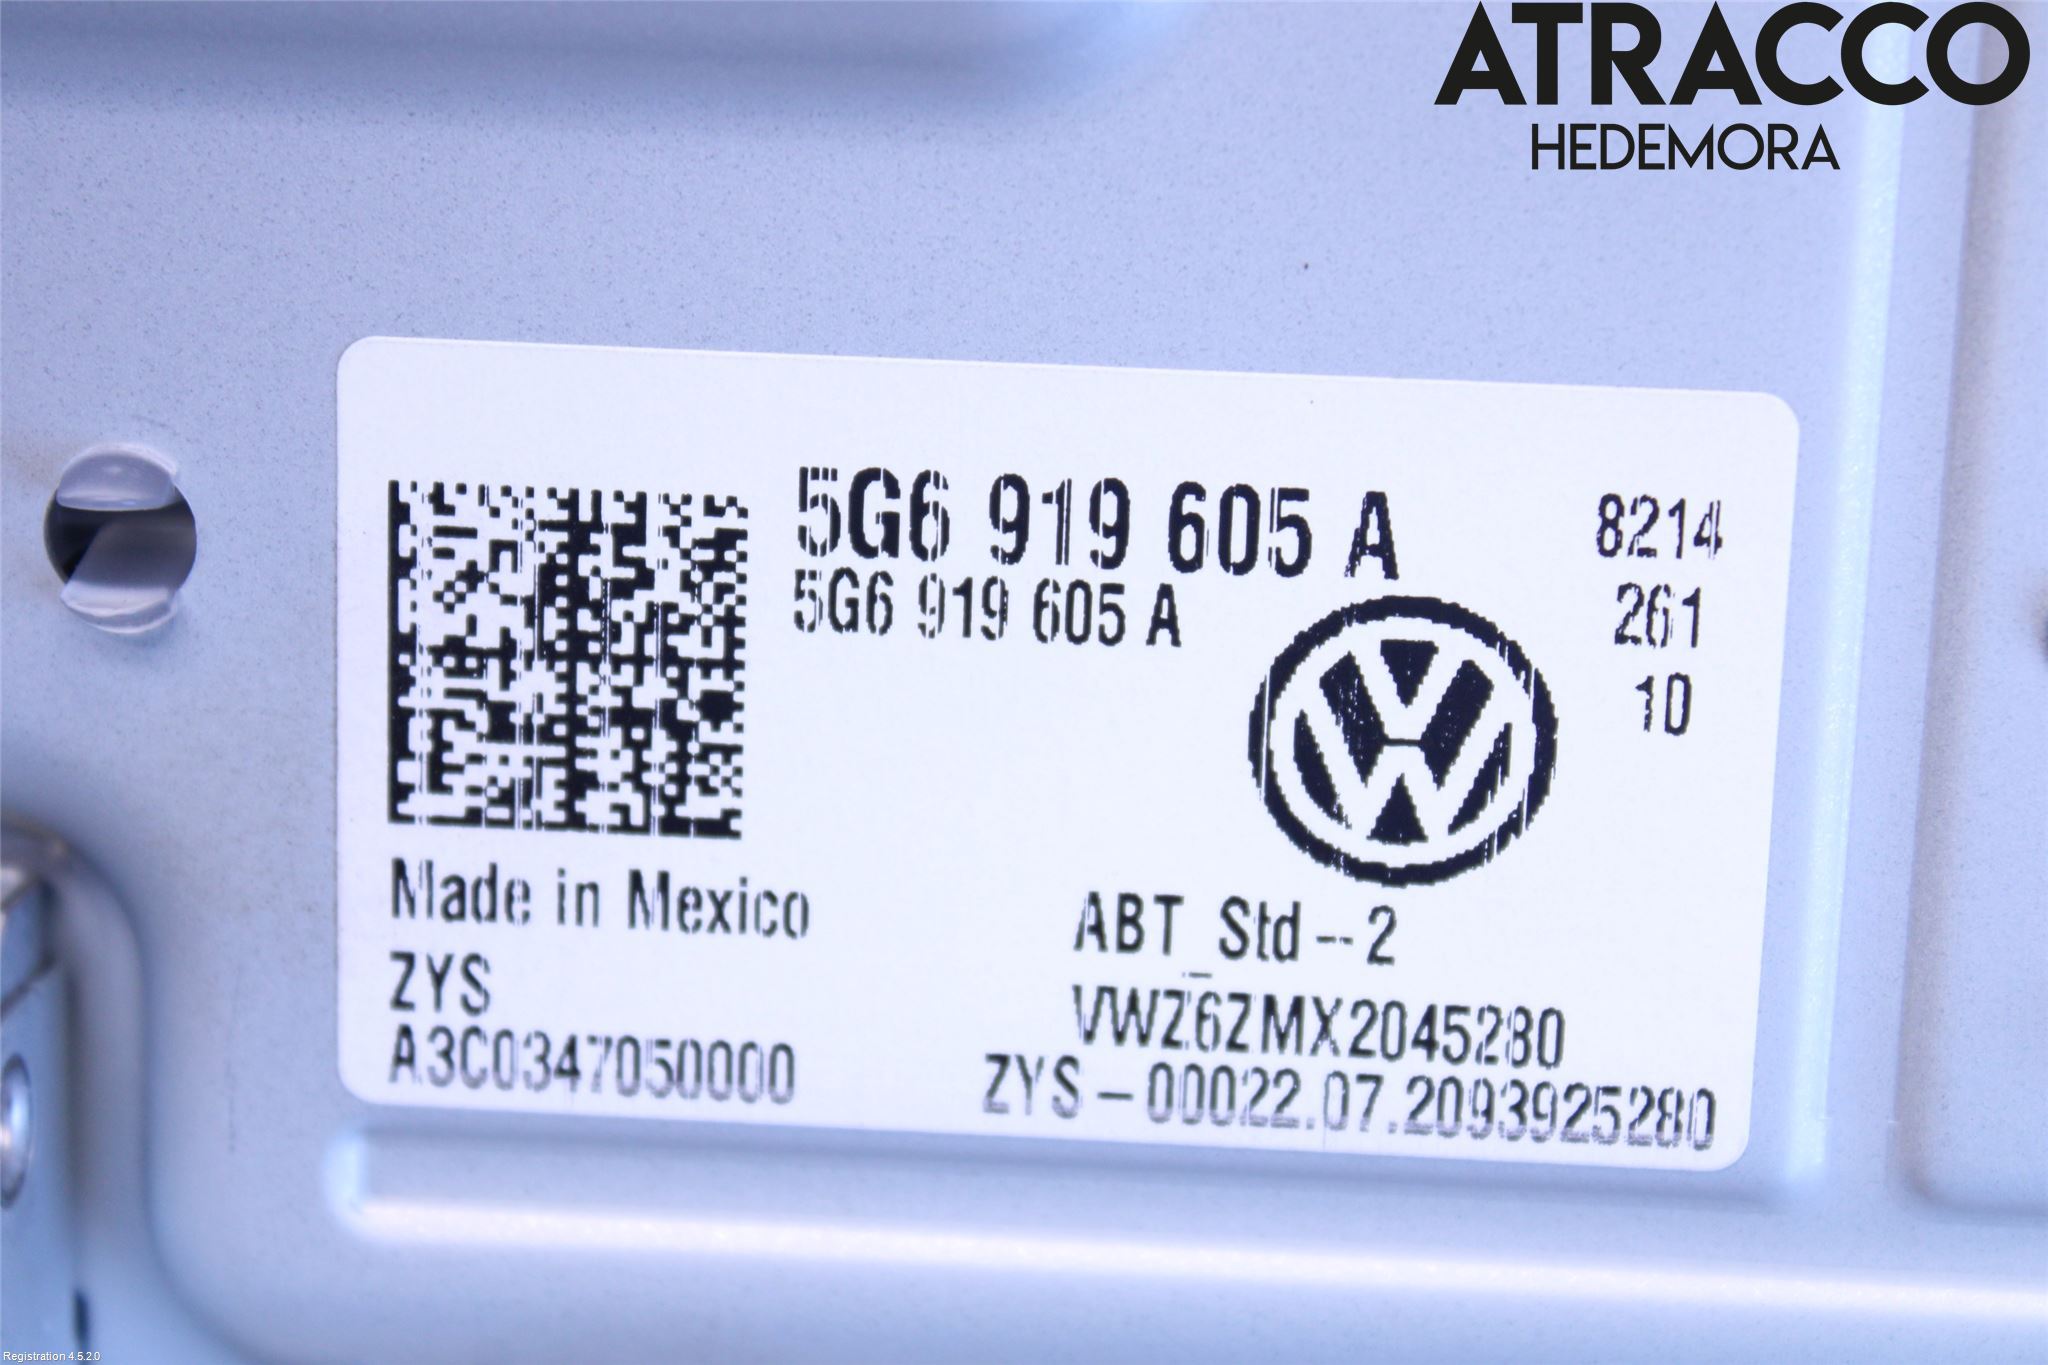 ATRACCO
HEDEMORA
5G6 919 605 A
8214
5G6 919 605 A
261
10
Made in Mexico
ABT_Std--2
ZYS
VWZ6ZMX2045280
A3C0347050000
ZYS-00022.07.2093925280
Registration 4.5.2.0